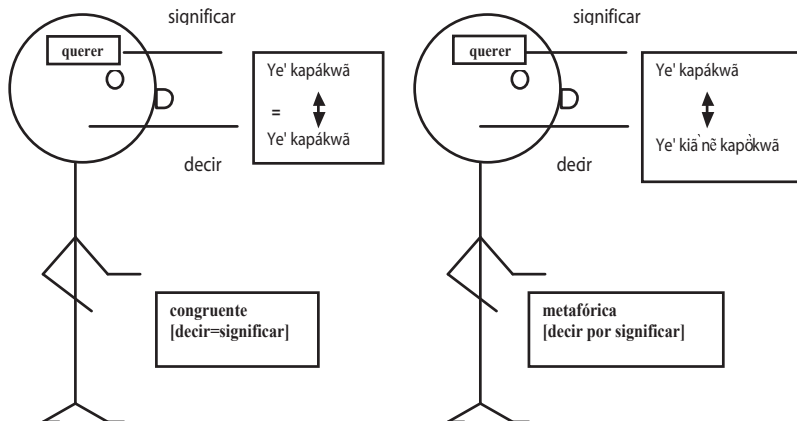 significar
querer
Ye' kapákwã
=
Ye' kapákwã
decir
congruente
[decir=significar]
significar
querer
Ye' kapákwã
Ye' kiã̀nẽ kapö̀kwã
decir
metafórica
[decir por significar]